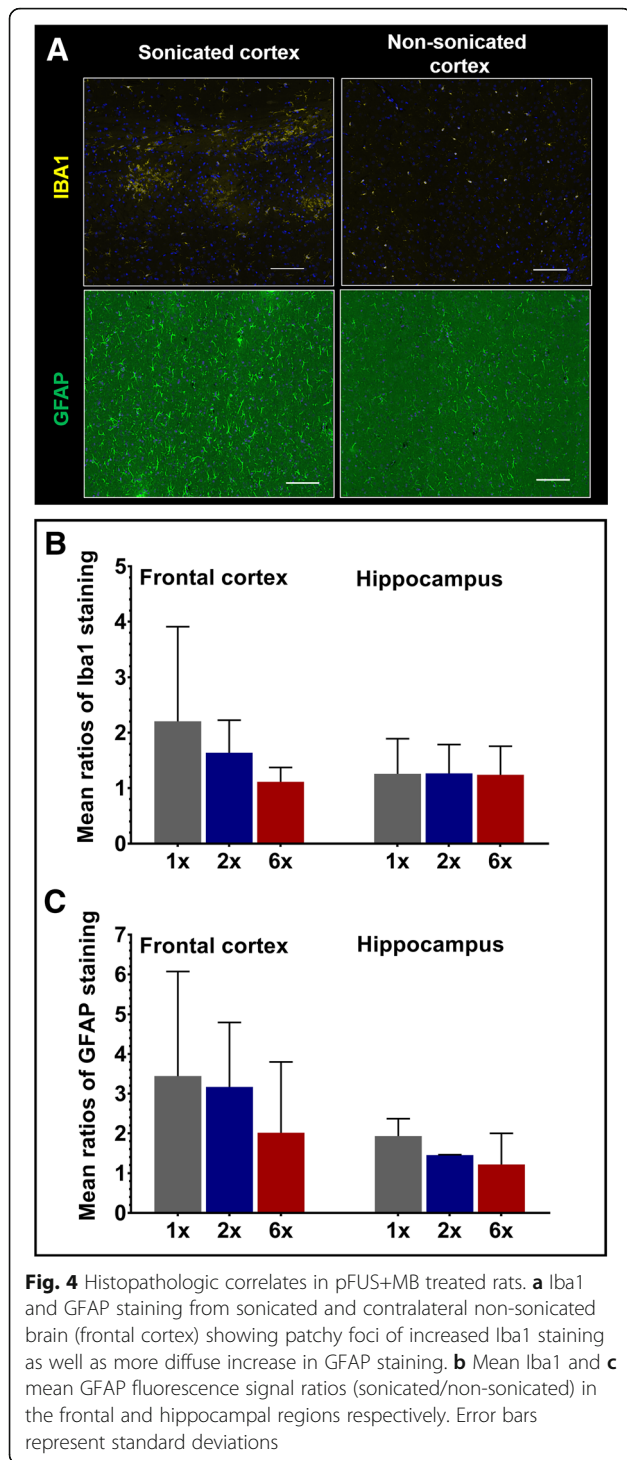 A
Sonicated cortex
Non-sonicated
cortex
IBA1
GFAP
B
Mean ratios of Iba1 staining
5
4
3
2
1
0
Frontal cortex
Hippocampus
1x 2x 6x 1x 2x 6x
C
Mean ratios of GFAP staining
7
6
5
4
3
2
1
0
Frontal cortex
Hippocampus
1x 2x 6x 1x 2x 6x
Fig. 4 Histopathologic correlates in pFUS+MB treated rats. a Iba1
and GFAP staining from sonicated and contralateral non-sonicated
brain (frontal cortex) showing patchy foci of increased Iba1 staining
as well as more diffuse increase in GFAP staining. b Mean Iba1 and c
mean GFAP fluorescence signal ratios (sonicated/non-sonicated) in
the frontal and hippocampal regions respectively. Error bars
represent standard deviations